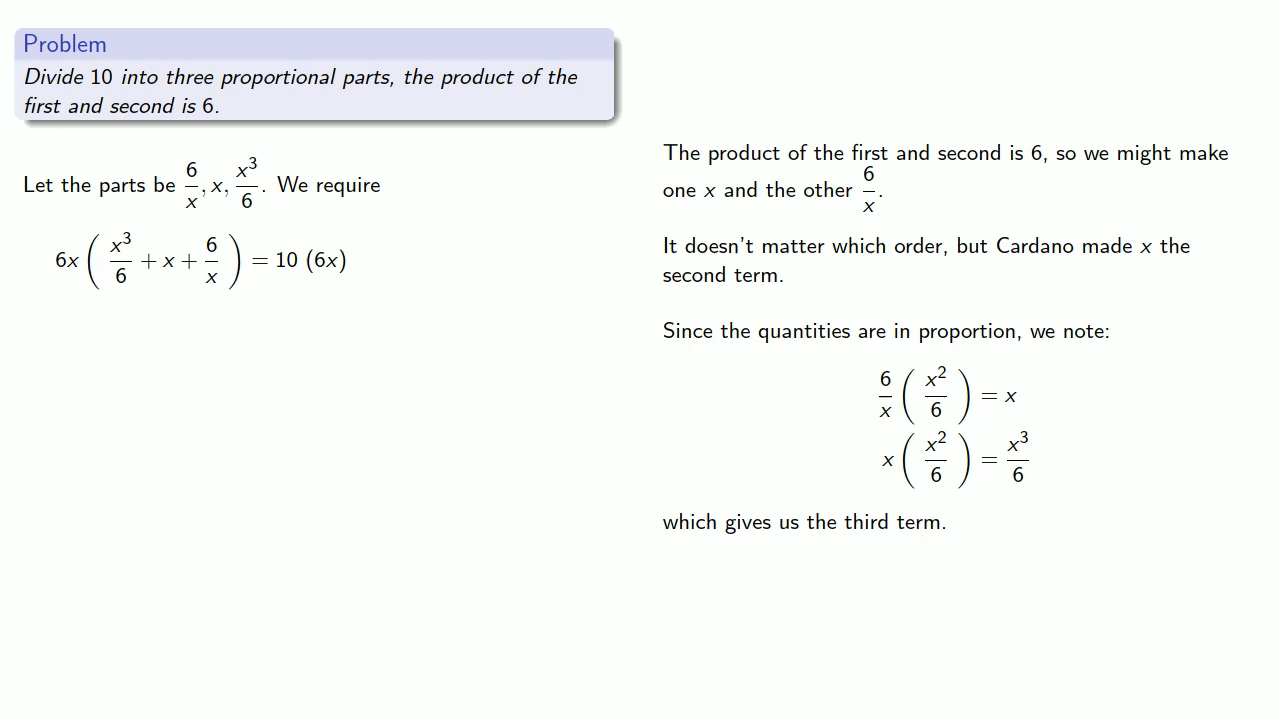 Problem
Divide 10 into three proportional parts, the product of the
first and second is 6.
Let the parts be 6/x, x, x³/6. We require
6x ( x³/6 + x + 6/x ) = 10 (6x)
The product of the first and second is 6, so we might make
one x and the other 6/x.
It doesn't matter which order, but Cardano made x the
second term.
Since the quantities are in proportion, we note:
6/x ( x²/6 ) = x
x ( x²/6 ) = x³/6
which gives us the third term.